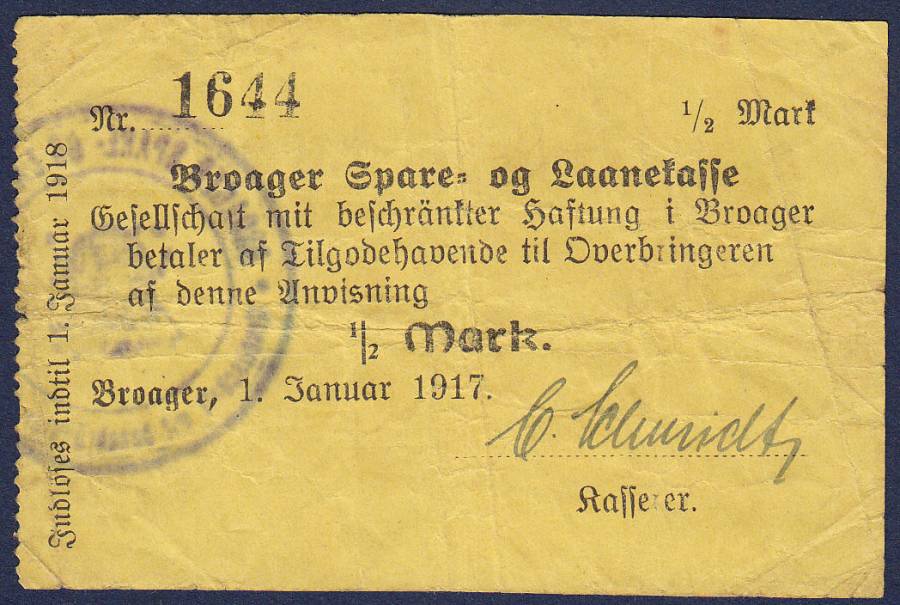 Nr. 1644
1/2 Mark
Broager Spare- og Laanekasse
Gesellschaft mit beschränkter Haftung i Broager
betaler af Tilgodehavende til Overbringeren
af denne Anvisning
1/2 Mark.
Broager, 1. Januar 1917.
C. Schmidt
Kasserer.
Indløses indtil 1. Januar 1918
SPARE-